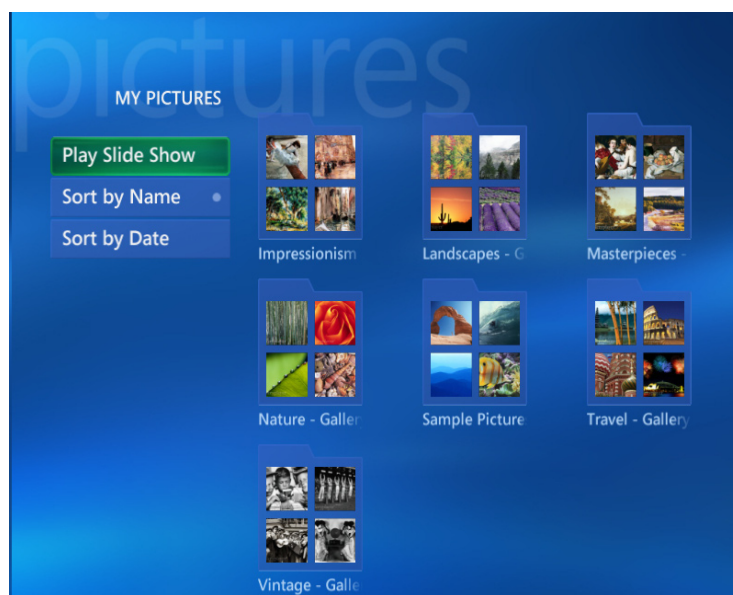 pictures
MY PICTURES
Play Slide Show
Sort by Name
Sort by Date
Impressionism
Landscapes - G
Masterpieces -
Nature - Galler
Sample Picture
Travel - Gallery
Vintage - Galle